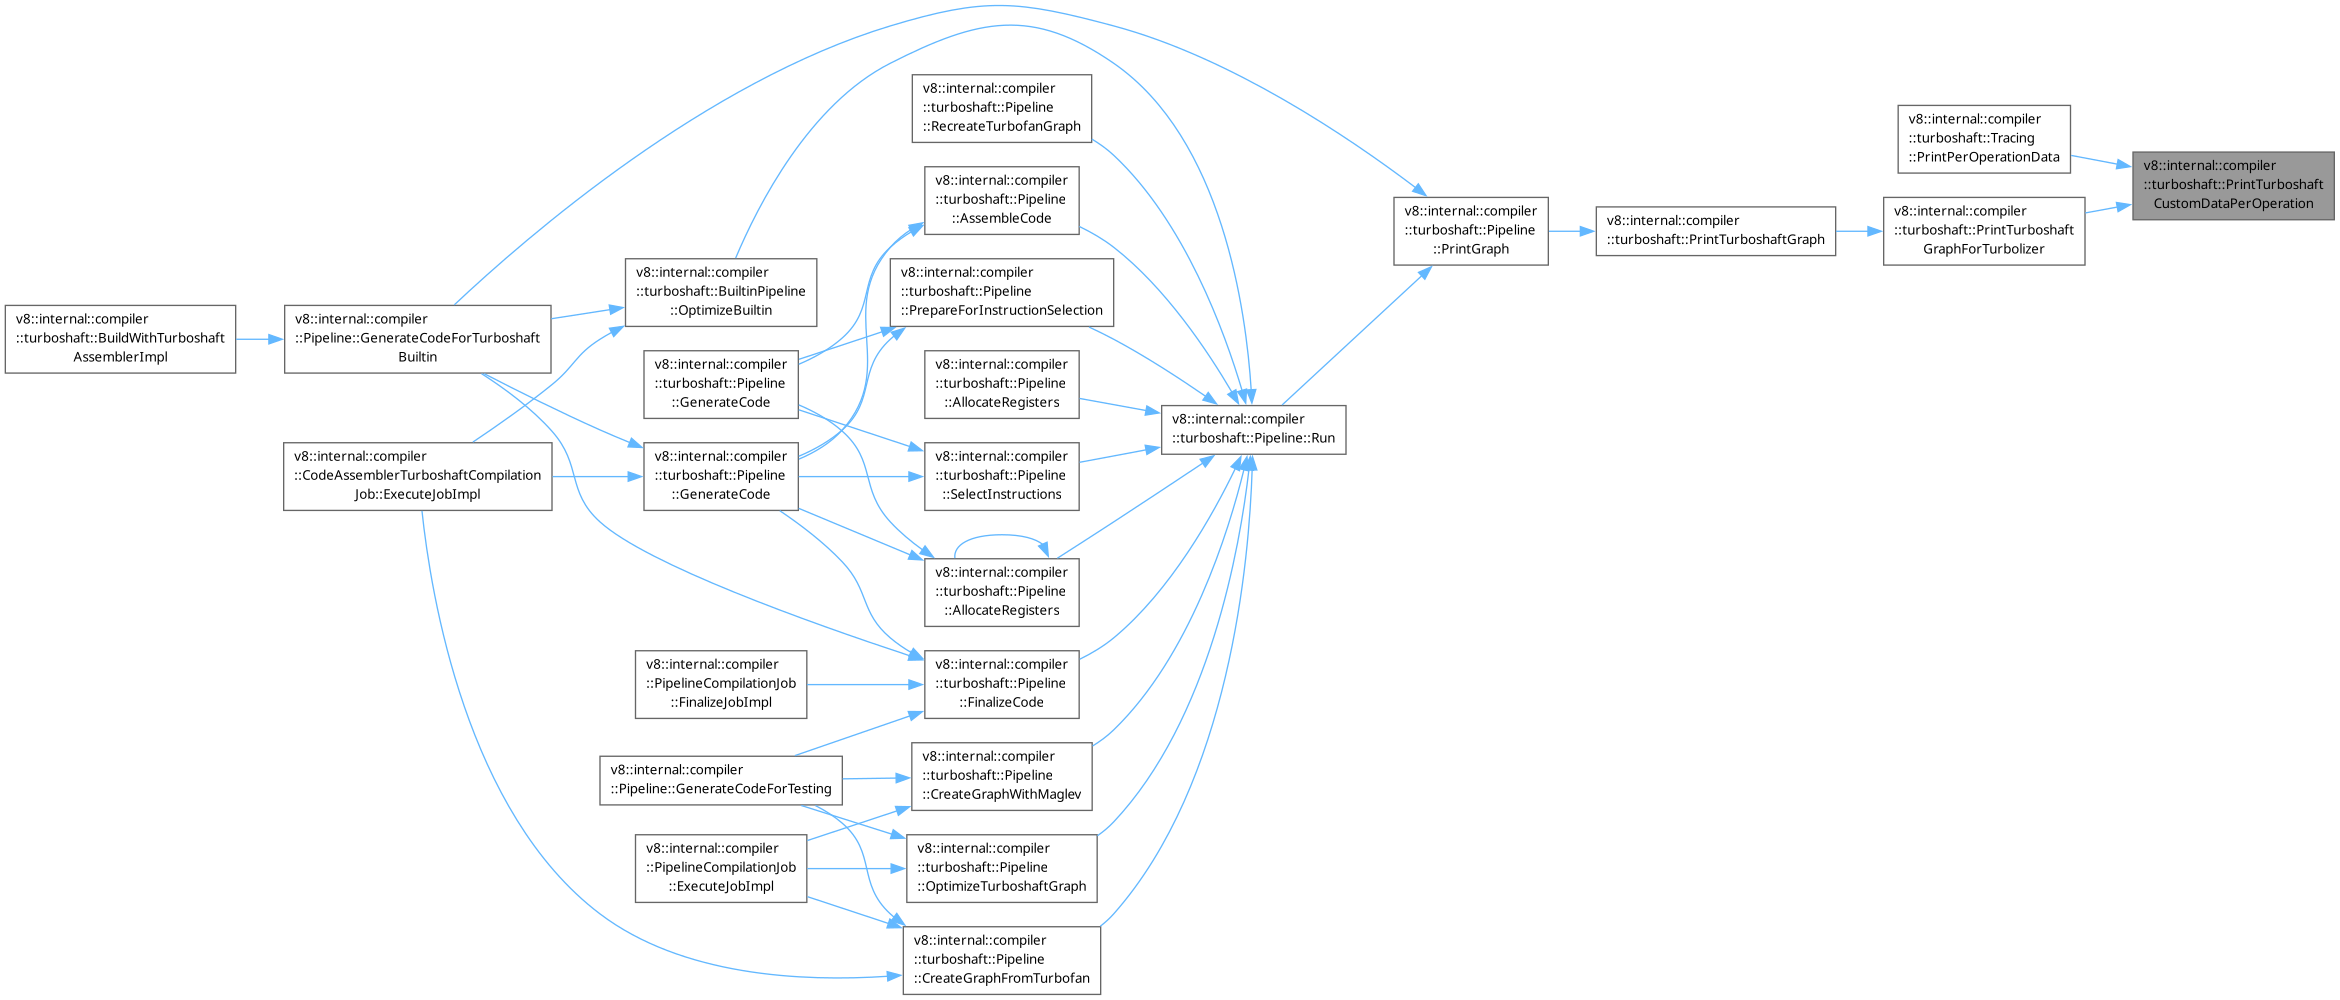 v8::internal::compiler
::turboshaft::BuildWithTurboshaft
AssemblerImpl
v8::internal::compiler
::Pipeline::GenerateCodeForTurboshaft
Builtin
v8::internal::compiler
::CodeAssemblerTurboshaftCompilation
Job::ExecuteJobImpl
v8::internal::compiler
::turboshaft::BuiltinPipeline
::OptimizeBuiltin
v8::internal::compiler
::turboshaft::Pipeline
::GenerateCode
v8::internal::compiler
::turboshaft::Pipeline
::GenerateCode
v8::internal::compiler
::PipelineCompilationJob
::FinalizeJobImpl
v8::internal::compiler
::Pipeline::GenerateCodeForTesting
v8::internal::compiler
::PipelineCompilationJob
::ExecuteJobImpl
v8::internal::compiler
::turboshaft::Pipeline
::RecreateTurbofanGraph
v8::internal::compiler
::turboshaft::Pipeline
::AssembleCode
v8::internal::compiler
::turboshaft::Pipeline
::PrepareForInstructionSelection
v8::internal::compiler
::turboshaft::Pipeline
::AllocateRegisters
v8::internal::compiler
::turboshaft::Pipeline
::SelectInstructions
v8::internal::compiler
::turboshaft::Pipeline
::AllocateRegisters
v8::internal::compiler
::turboshaft::Pipeline
::FinalizeCode
v8::internal::compiler
::turboshaft::Pipeline
::CreateGraphWithMaglev
v8::internal::compiler
::turboshaft::Pipeline
::OptimizeTurboshaftGraph
v8::internal::compiler
::turboshaft::Pipeline
::CreateGraphFromTurbofan
v8::internal::compiler
::turboshaft::Pipeline::Run
v8::internal::compiler
::turboshaft::Pipeline
::PrintGraph
v8::internal::compiler
::turboshaft::PrintTurboshaftGraph
v8::internal::compiler
::turboshaft::Tracing
::PrintPerOperationData
v8::internal::compiler
::turboshaft::PrintTurboshaft
GraphForTurbolizer
v8::internal::compiler
::turboshaft::PrintTurboshaft
CustomDataPerOperation